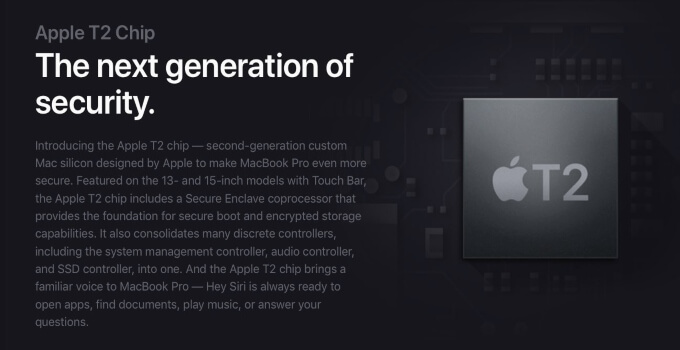 Apple T2 Chip
The next generation of
security.
Introducing the Apple T2 chip — second-generation custom
Mac silicon designed by Apple to make MacBook Pro even more
secure. Featured on the 13- and 15-inch models with Touch Bar,
the Apple T2 chip includes a Secure Enclave coprocessor that
provides the foundation for secure boot and encrypted storage
capabilities. It also consolidates many discrete controllers,
including the system management controller, audio controller,
and SSD controller, into one. And the Apple T2 chip brings a
familiar voice to MacBook Pro — Hey Siri is always ready to
open apps, find documents, play music, or answer your
questions.
T2